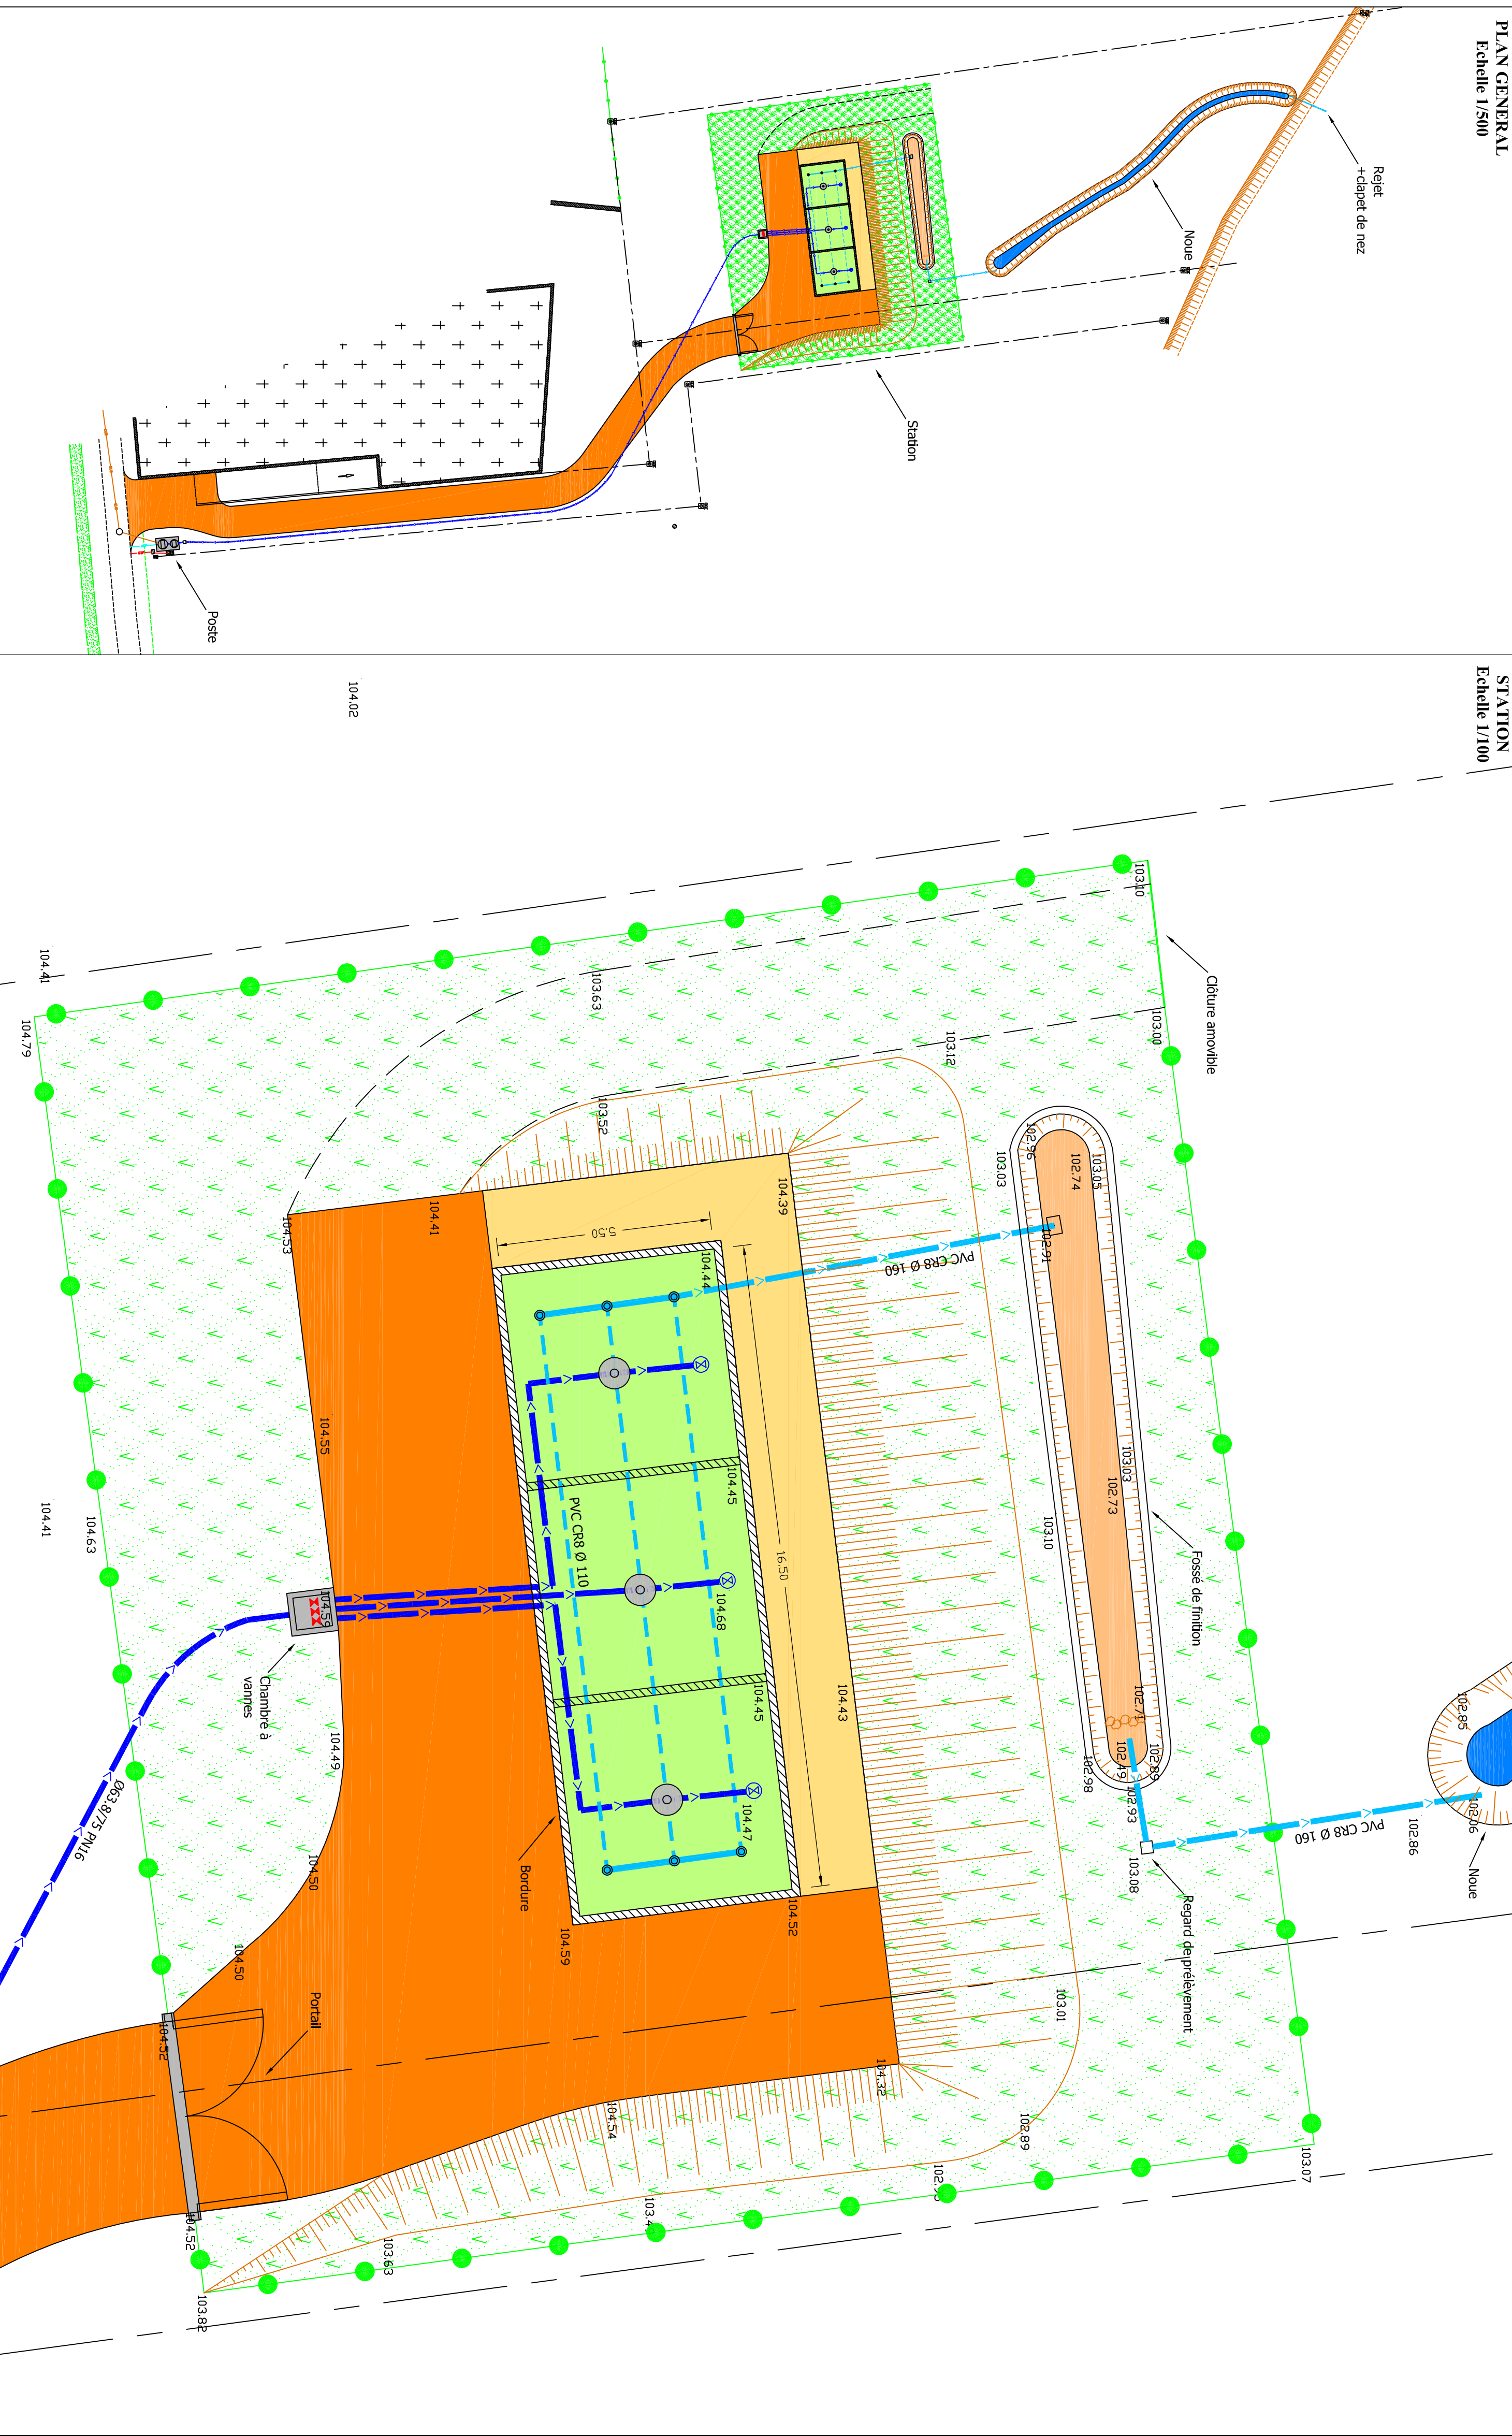 PLAN GENERAL
Echelle 1/500
Rejet
+clapet de nez
Noue
Station
Poste
STATION
Echelle 1/100
104.02
104.41
104.79
103.10
Clôture amovible
103.00
103.63
103.12
103.52
104.53
104.41
104.39
103.03
102.96
102.74
103.05
102.91
PVC CR8 Ø 160
5.50
104.44
104.55
104.41
104.63
104.45
PVC CR8 Ø 110
16.50
103.10
102.73
103.03
Fossé de finition
104.59
104.68
104.45
104.43
Chambre à
vannes
104.49
104.47
102.71
102.49
102.89
102.98
102.93
103.08
Regard de prélèvement
PVC CR8 Ø 160
102.86
102.85
102.06
Noue
Ø63.8/75 PN16
Bordure
104.50
104.59
104.52
104.50
Portail
104.52
103.01
104.32
104.54
102.89
103.07
104.52
103.63
103.82